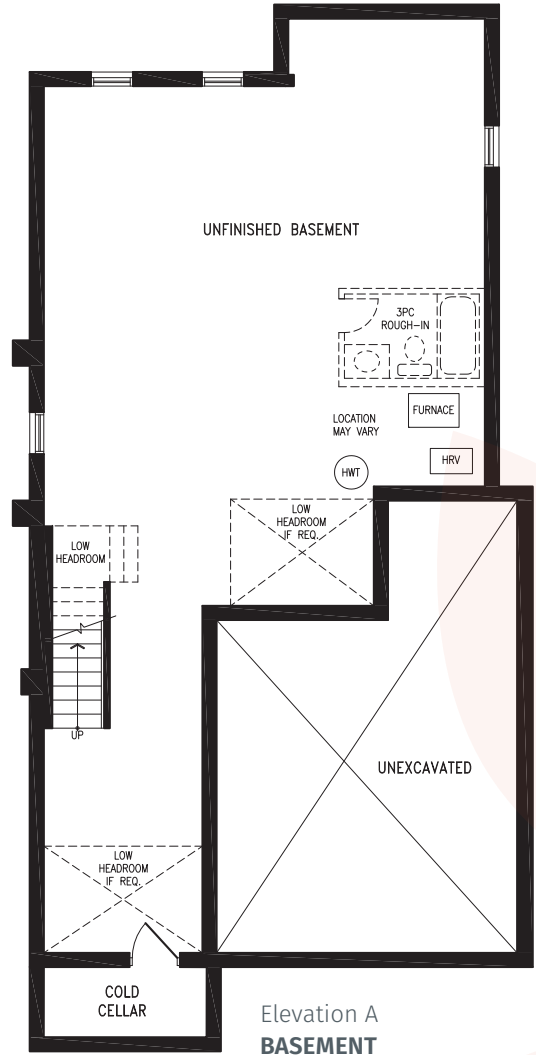 UNFINISHED BASEMENT
3PC
ROUGH-IN
LOCATION
MAY VARY
FURNACE
HRV
HWT
LOW
HEADROOM
IF REQ.
LOW
HEADROOM
UP
UNEXCAVATED
LOW
HEADROOM
IF REQ.
COLD
CELLAR
Elevation A
BASEMENT